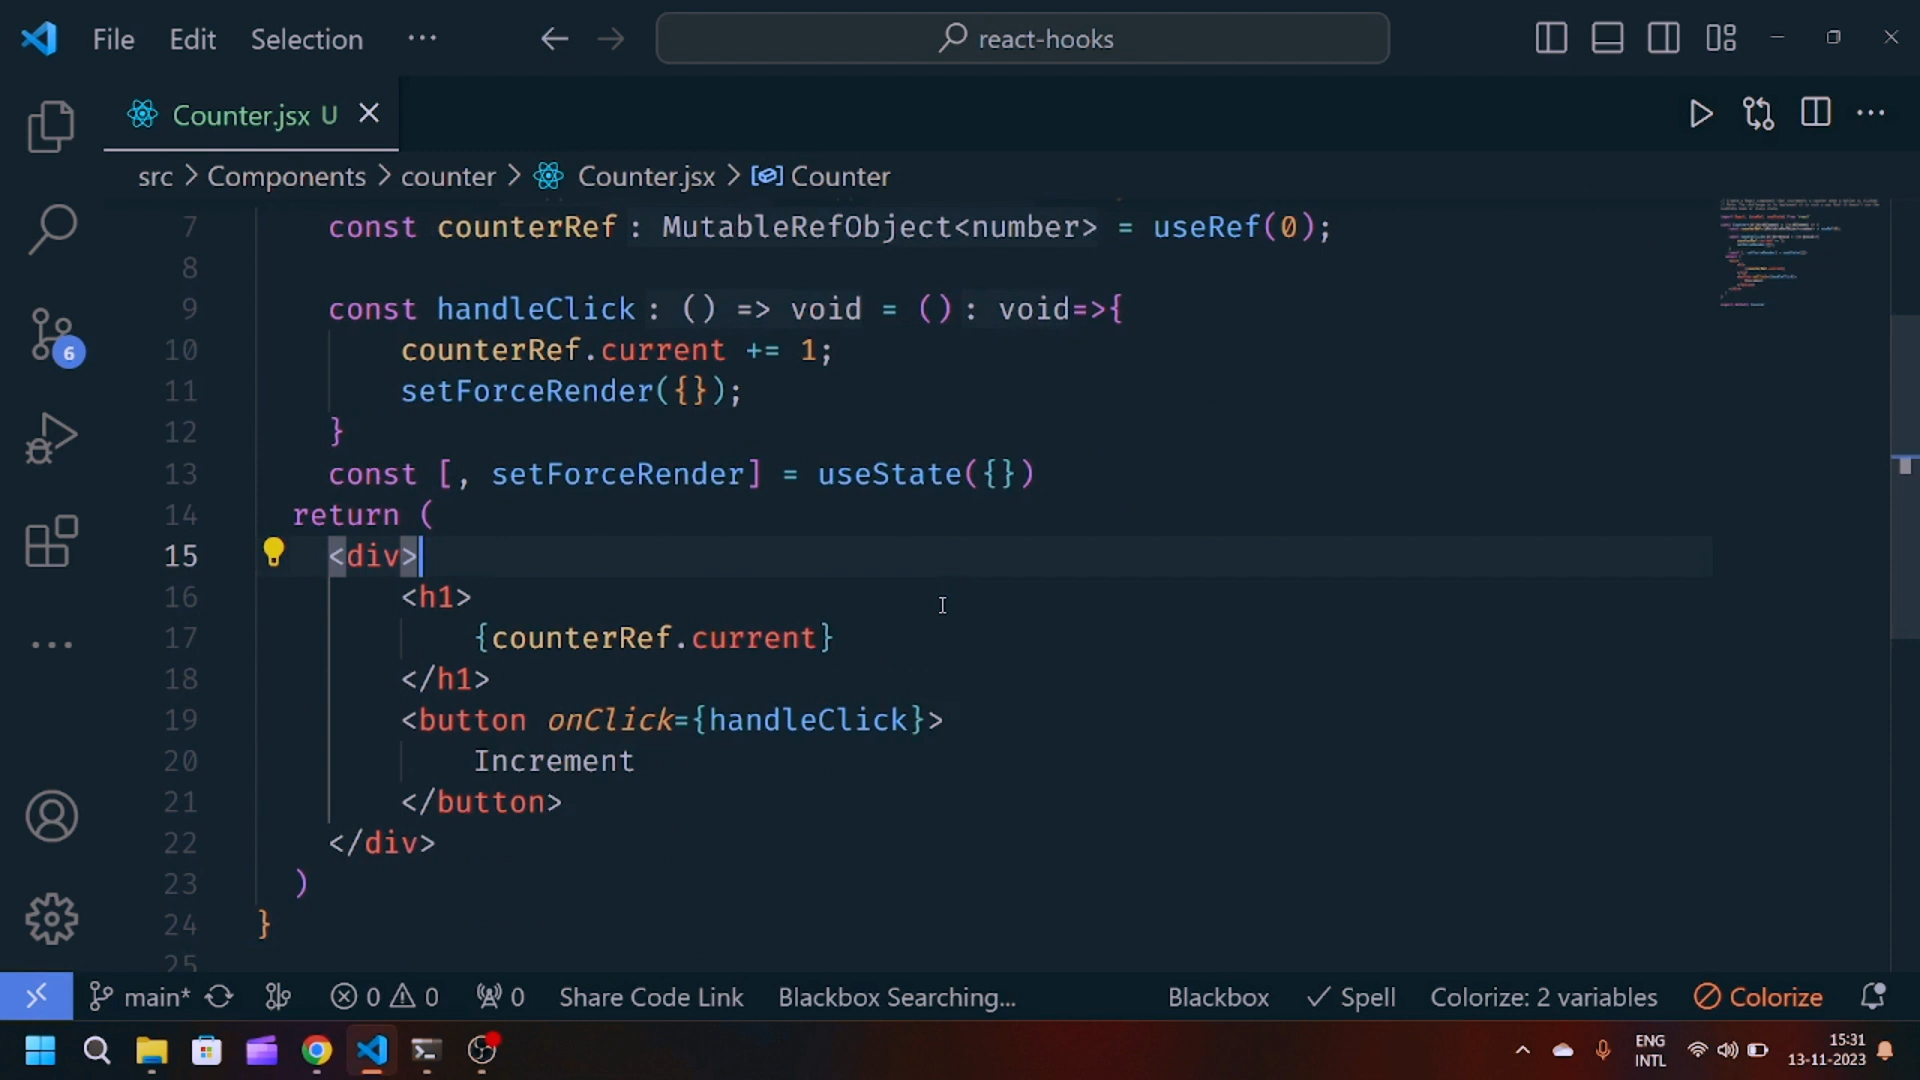 File Edit Selection ··· react-hooks
Counter.jsx U
src > Components > counter > Counter.jsx > Counter
7 const counterRef: MutableRefObject<number> = useRef(0);
8
9 const handleClick: () => void = (): void=>{
10 counterRef.current += 1;
11 setForceRender({});
12 }
13 const [, setForceRender] = useState({})
14 return (
15 <div>
16 <h1>
17 {counterRef.current}
18 </h1>
19 <button onClick={handleClick}>
20 Increment
21 </button>
22 </div>
23 )
24 }
25
6
main* 0 0 0 Share Code Link Blackbox Searching... Blackbox Spell Colorize: 2 variables Colorize
ENG
INTL
15:31
13-11-2023